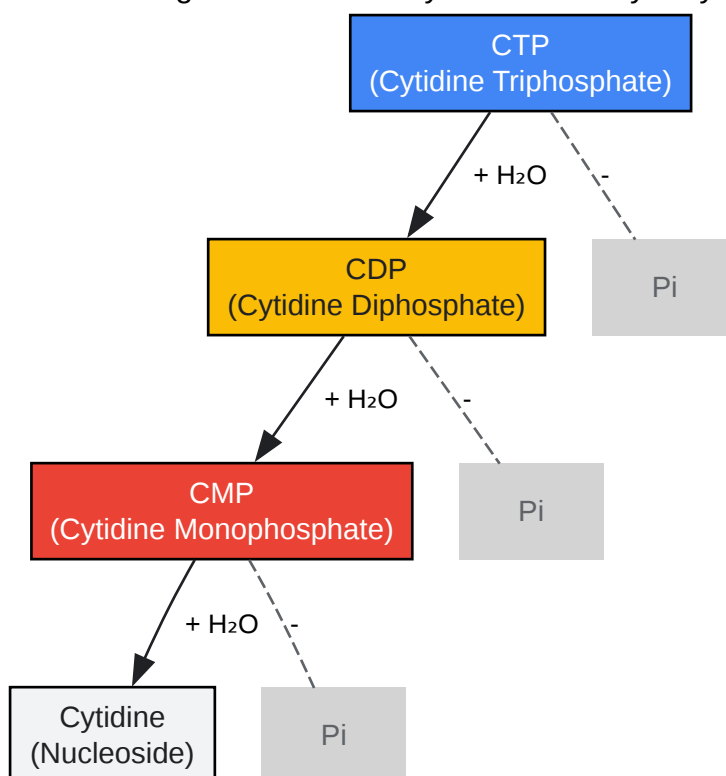 CTP
(Cytidine Triphosphate)
+ H₂O
-
CDP
(Cytidine Diphosphate)
Pi
+ H₂O
-
CMP
(Cytidine Monophosphate)
Pi
+ H₂O
-
Cytidine
(Nucleoside)
Pi